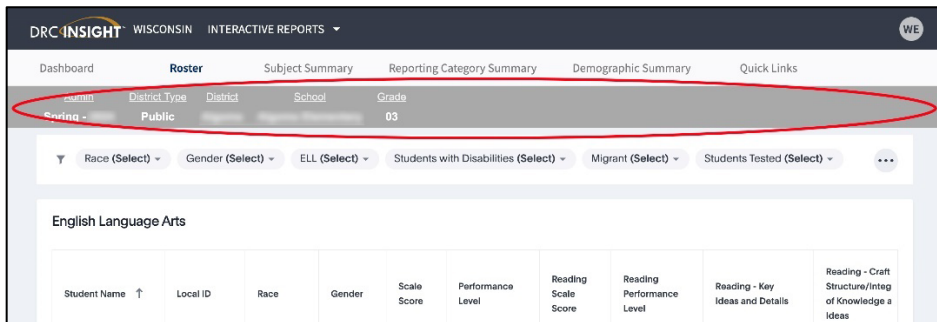 DRC INSIGHT WISCONSIN INTERACTIVE REPORTS
WE
Dashboard Roster Subject Summary Reporting Category Summary Demographic Summary Quick Links
Admin District Type District School Grade
Spring - Public 03
Race (Select) Gender (Select) ELL (Select) Students with Disabilities (Select) Migrant (Select) Students Tested (Select) ...
English Language Arts
Student Name ↑ Local ID Race Gender Scale Score Performance Level Reading Scale Score Reading Performance Level Reading - Key Ideas and Details Reading - Craft Structure/Integ of Knowledge a Ideas